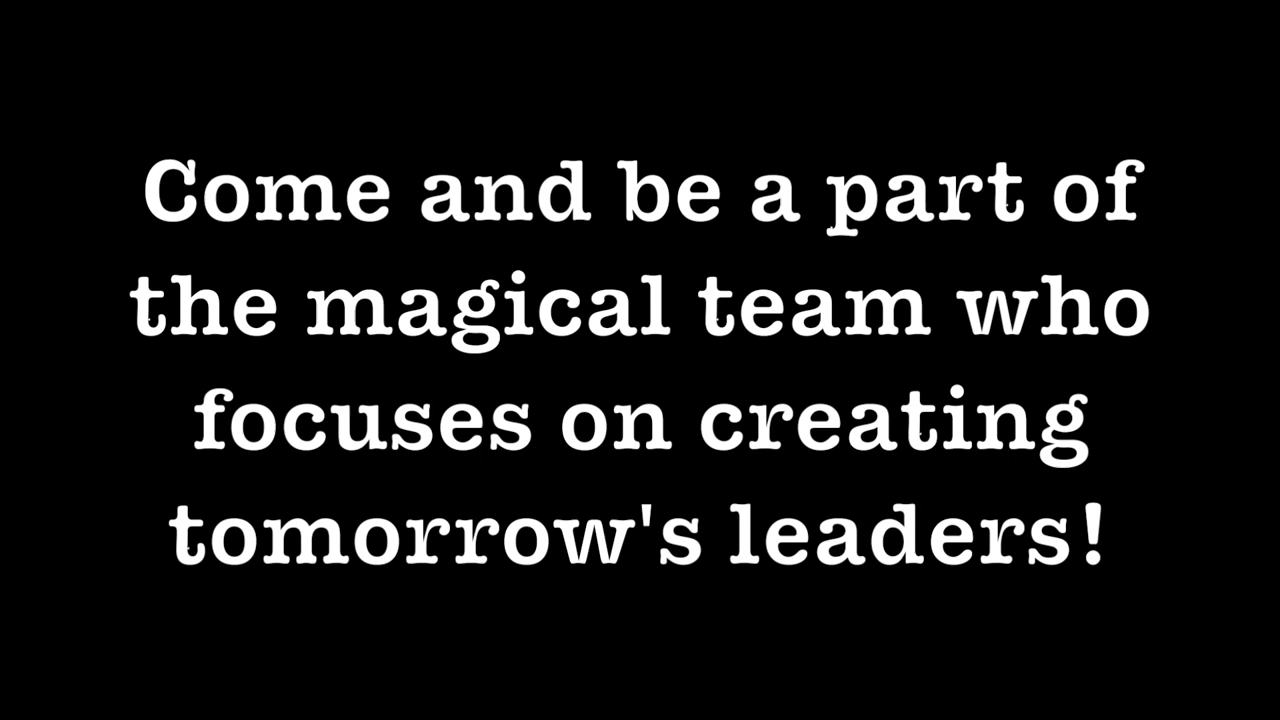 Come and be a part of
the magical team who
focuses on creating
tomorrow's leaders!